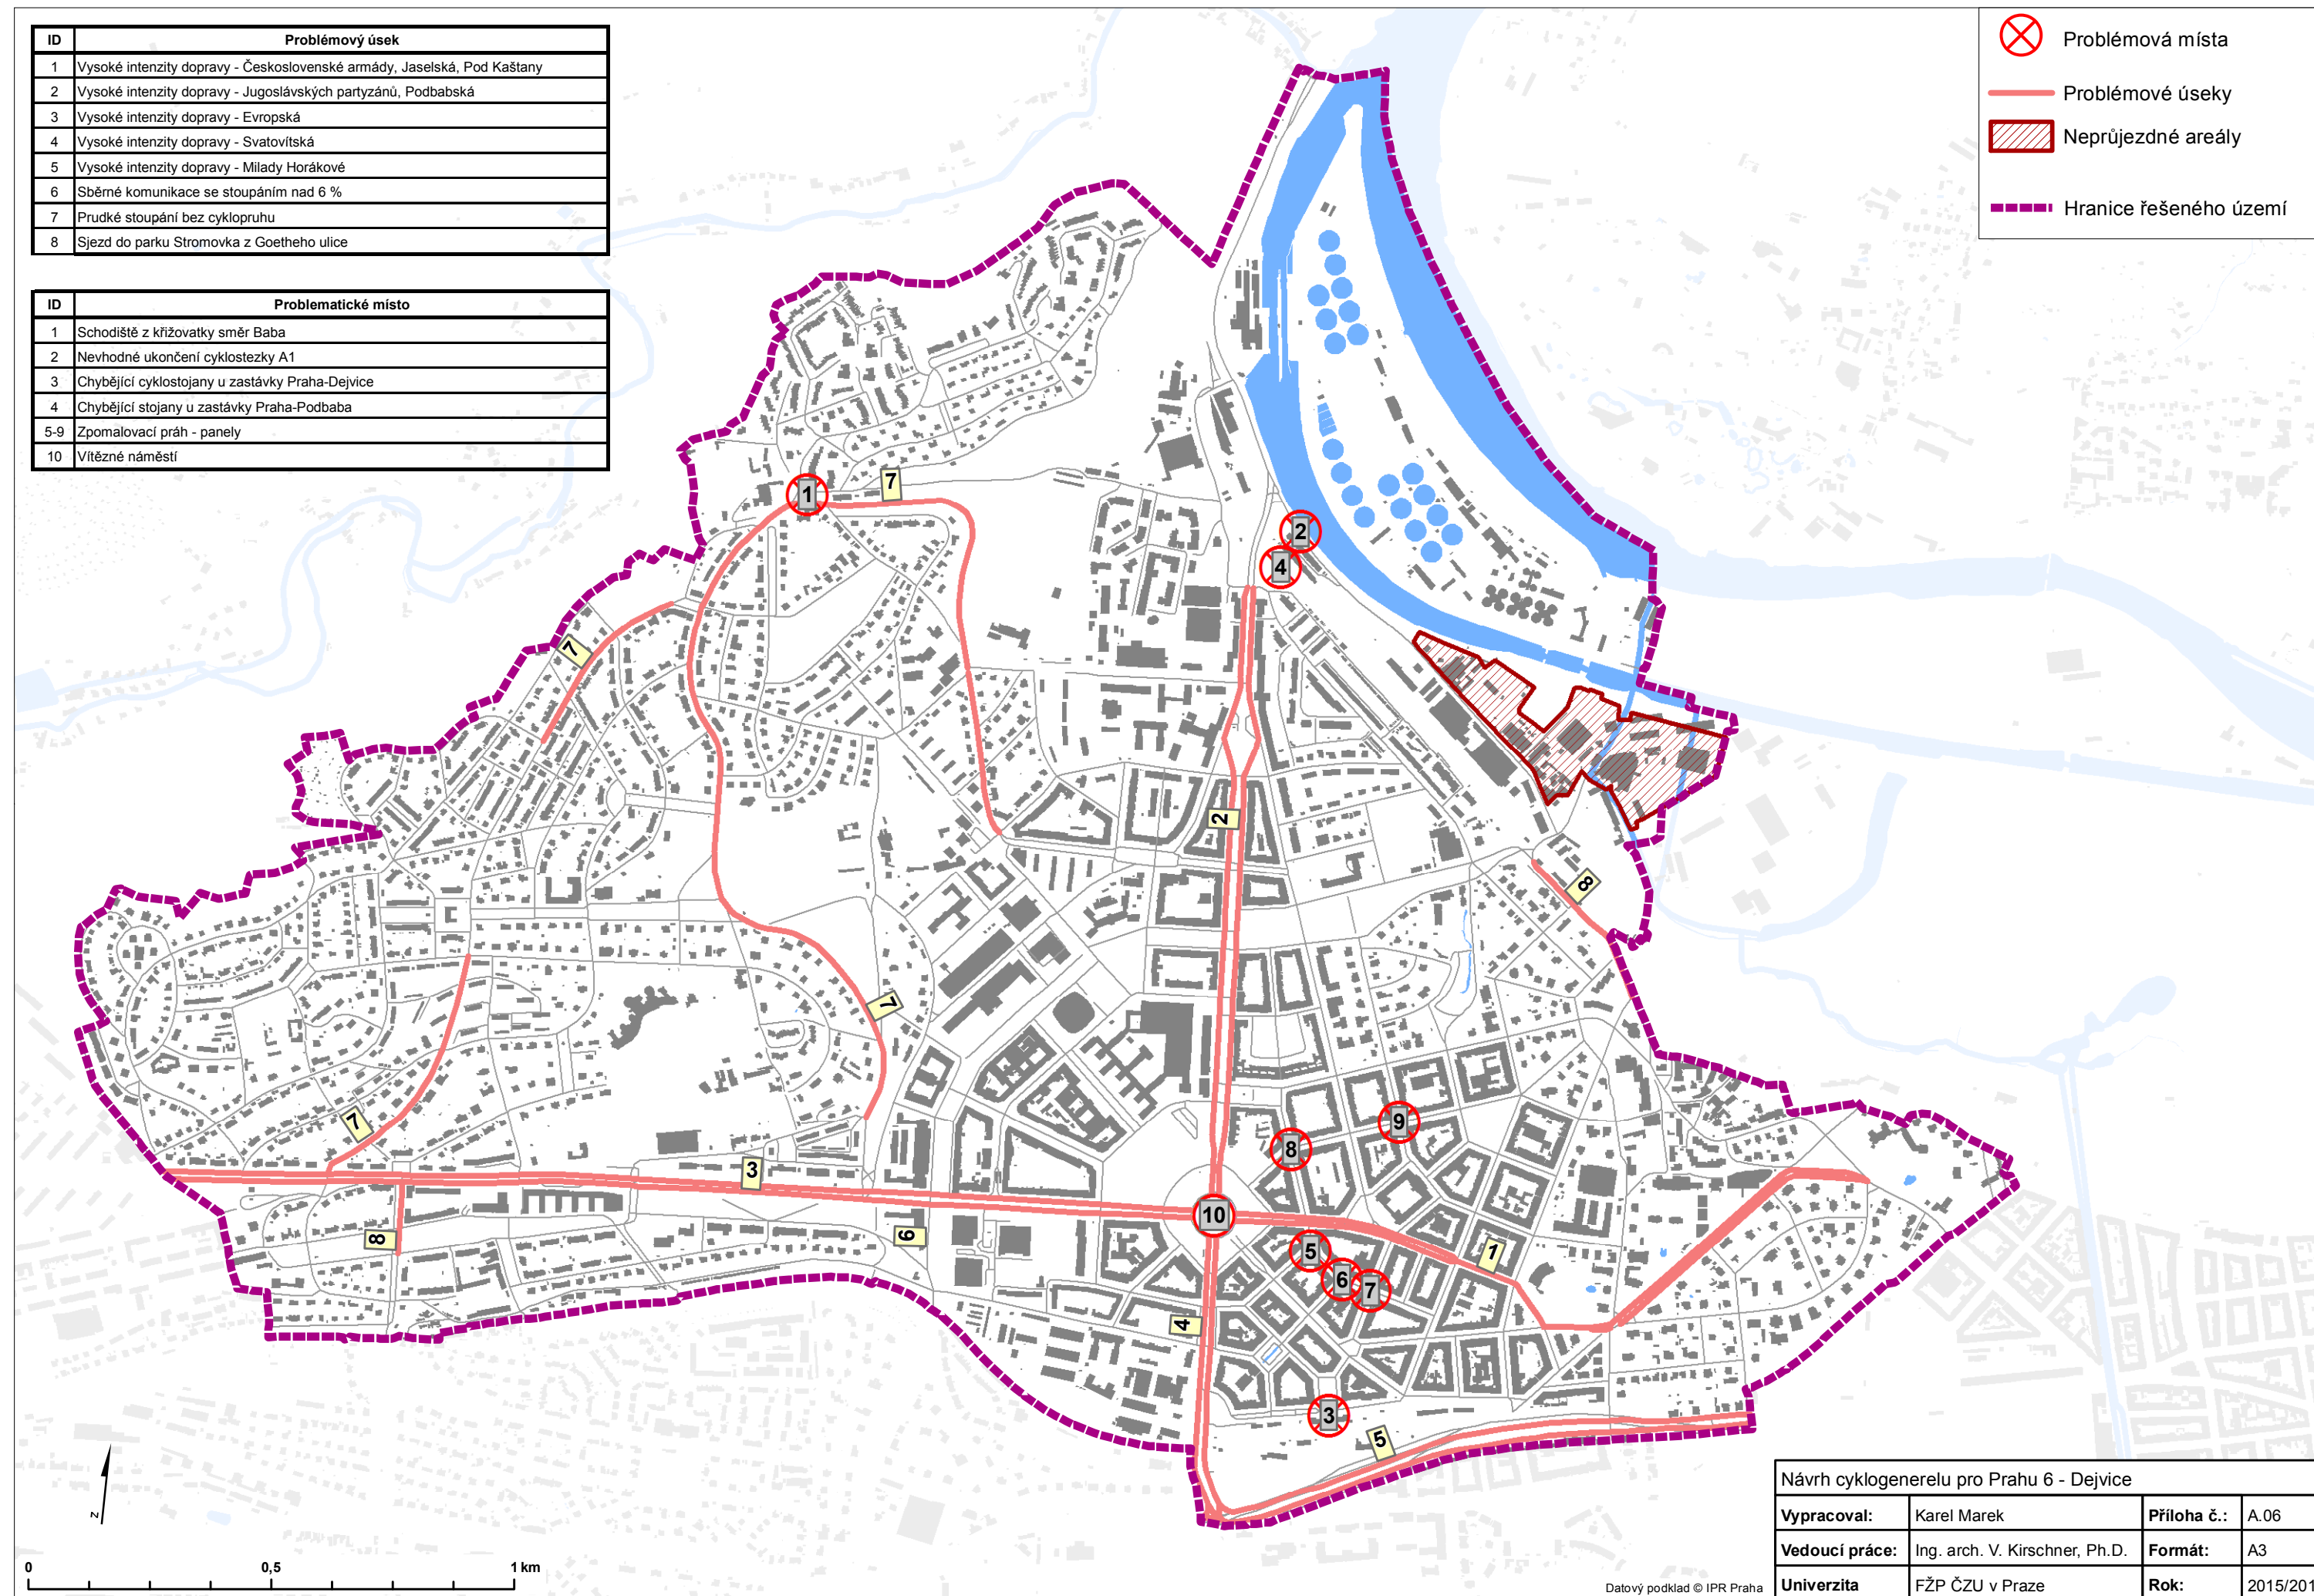 ID Problémový úsek
1 Vysoké intenzity dopravy - Československé armády, Jaselská, Pod Kaštany
2 Vysoké intenzity dopravy - Jugoslávských partyzánů, Podbabská
3 Vysoké intenzity dopravy - Evropská
4 Vysoké intenzity dopravy - Svatovítská
5 Vysoké intenzity dopravy - Milady Horákové
6 Sběrné komunikace se stoupáním nad 6 %
7 Prudké stoupání bez cyklopruhu
8 Sjezd do parku Stromovka z Goetheho ulice
ID Problematické místo
1 Schodiště z křižovatky směr Baba
2 Nevhodné ukončení cyklostezky A1
3 Chybějící cyklostojany u zastávky Praha-Dejvice
4 Chybějící stojany u zastávky Praha-Podbaba
5-9 Zpomalovací práh - panely
10 Vítězné náměstí
Problémová místa
Problémové úseky
Neprůjezdné areály
Hranice řešeného území
1
7
2
4
7
2
8
7
7
9
8
3
10
8
6
5
1
6
7
4
3
5
z
0 0,5 1 km
Datový podklad © IPR Praha
Návrh cyklogenerelu pro Prahu 6 - Dejvice
Vypracoval: Karel Marek Příloha č.: A.06
Vedoucí práce: Ing. arch. V. Kirschner, Ph.D. Formát: A3
Univerzita FŽP ČZU v Praze Rok: 2015/201